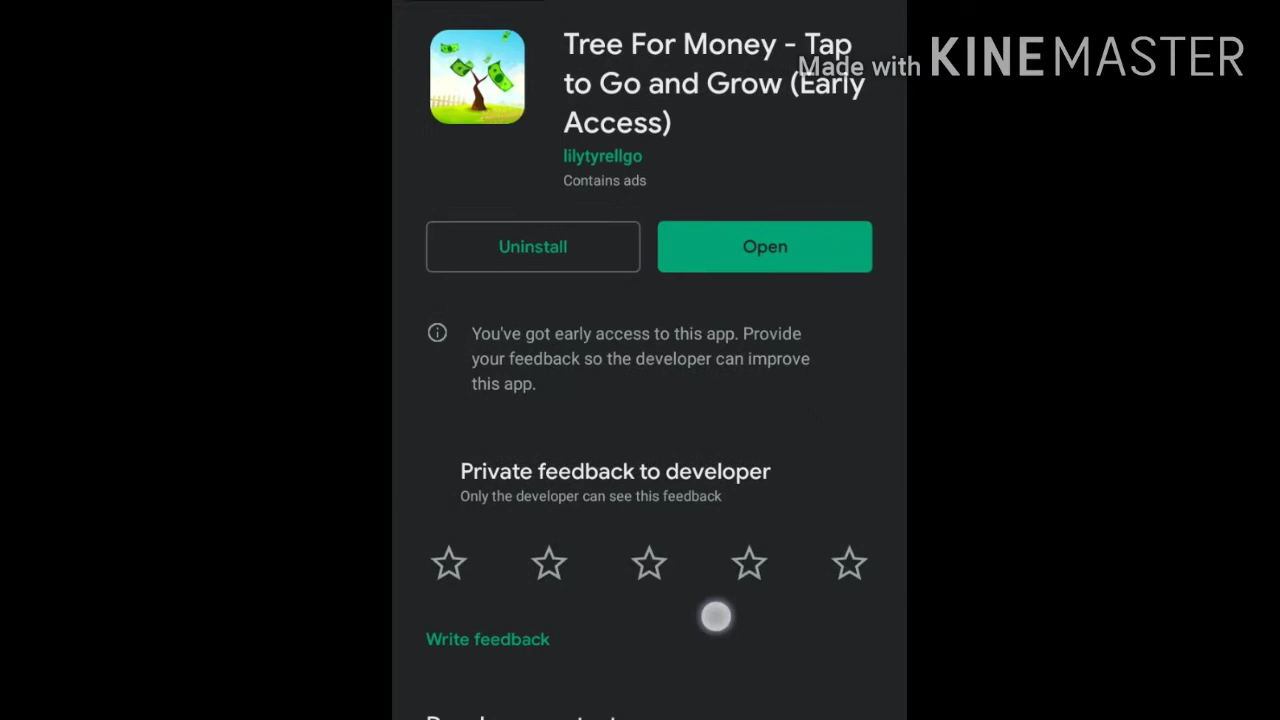 Tree For Money - Tap
to Go and Grow (Early
Access)
Made with KINEMASTER
lilytyrellgo
Contains ads
Uninstall
Open
You've got early access to this app. Provide
your feedback so the developer can improve
this app.
Private feedback to developer
Only the developer can see this feedback
Write feedback